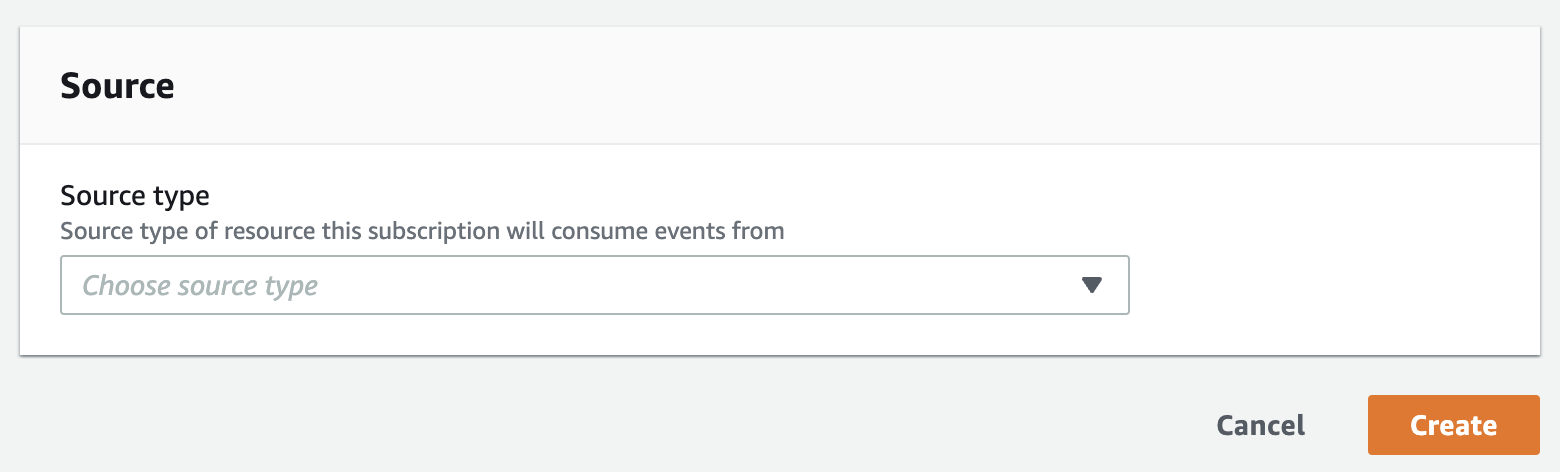 Source
Source type
Source type of resource this subscription will consume events from
Choose source type
Cancel
Create